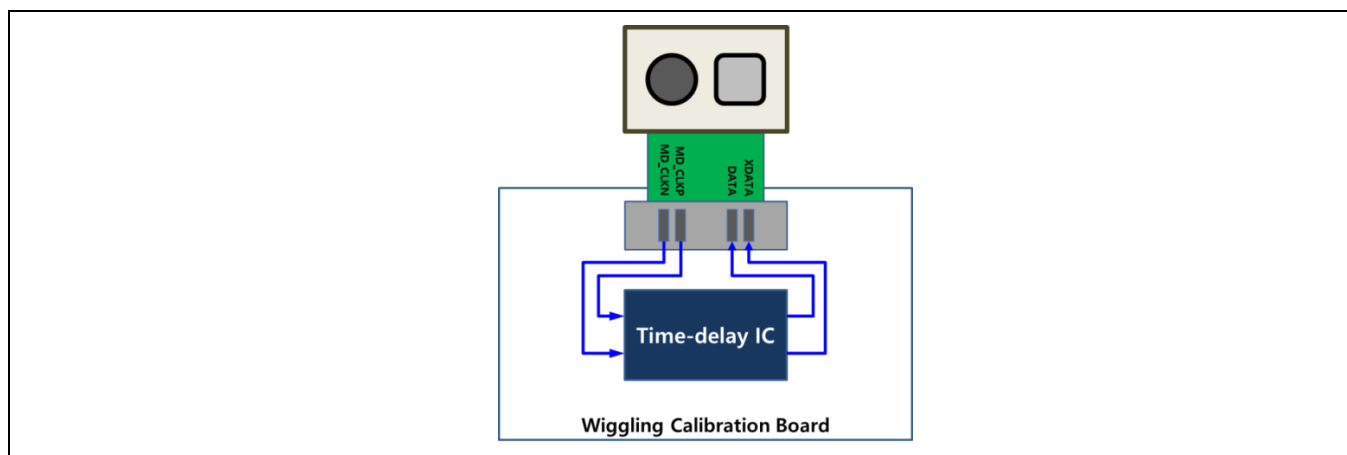 MD_CLKN
MD_CLKP
DATA
XDATA
Time-delay IC
Wiggling Calibration Board